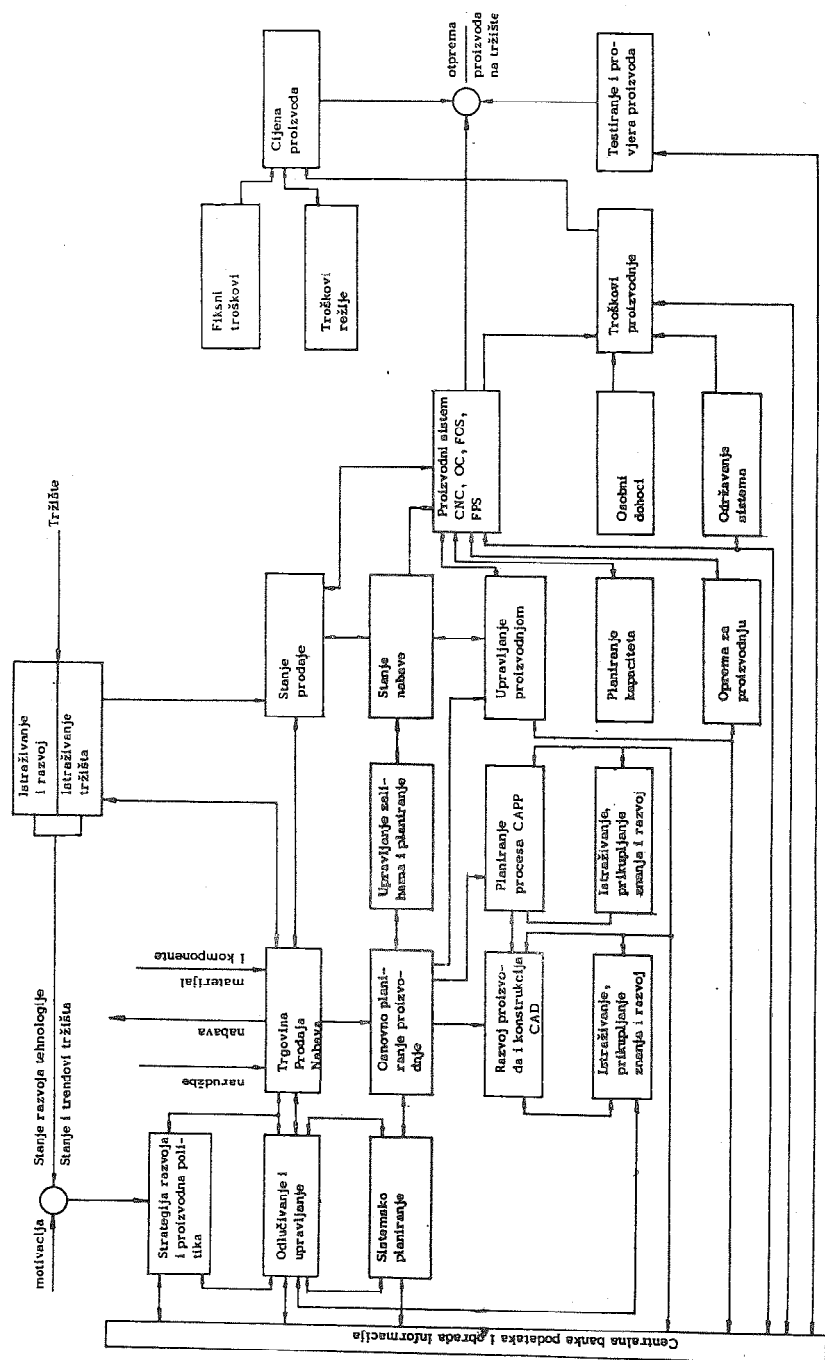 motivacija
Stanje razvoja tehnologije
Stanje i trendovi tržišta
Istraživanje
i razvoj
Istraživanje
tržišta
Tržište
Strategija razvoja
i proizvodna poli-
tika
narudžbe
nabava
materijal
i komponente
Odlučivanje i
upravljanje
Trgovina
Prodaja
Nabava
Stanje
prodaje
Fiksni
troškovi
Troškovi
režije
Cijena
proizvoda
Sistemsko
planiranje
Osnovno plani-
ranje proizvo-
dnje
Upravljanje zali-
hama i planiranje
Stanje
nabave
Proizvodni sistem
CNC, OC, FCS,
FPS
otprema
proizvoda
na tržište
Razvoj proizvo-
da i konstrukcija
CAD
Planiranje
procesa CAPP
Upravljanje
proizvodnjom
Istraživanje,
prikupljanje
znanja i razvoj
Istraživanje,
prikupljanje
znanja i razvoj
Planiranje
kapaciteta
Osobni
dohoci
Troškovi
proizvodnje
Testiranje i pro-
vjera proizvoda
Oprema za
proizvodnju
Održavanje
sistema
Centralna banka podataka i obrada informacija